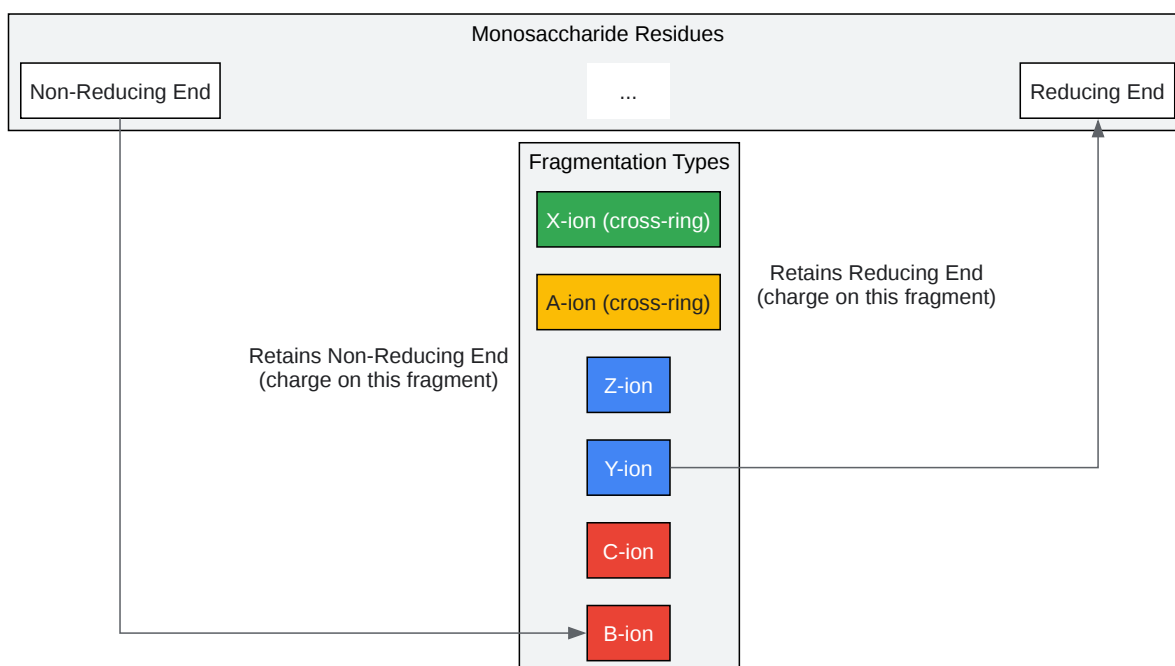 Monosaccharide Residues
Non-Reducing End
...
Reducing End
Fragmentation Types
X-ion (cross-ring)
A-ion (cross-ring)
Retains Reducing End
(charge on this fragment)
Retains Non-Reducing End
(charge on this fragment)
Z-ion
Y-ion
C-ion
B-ion